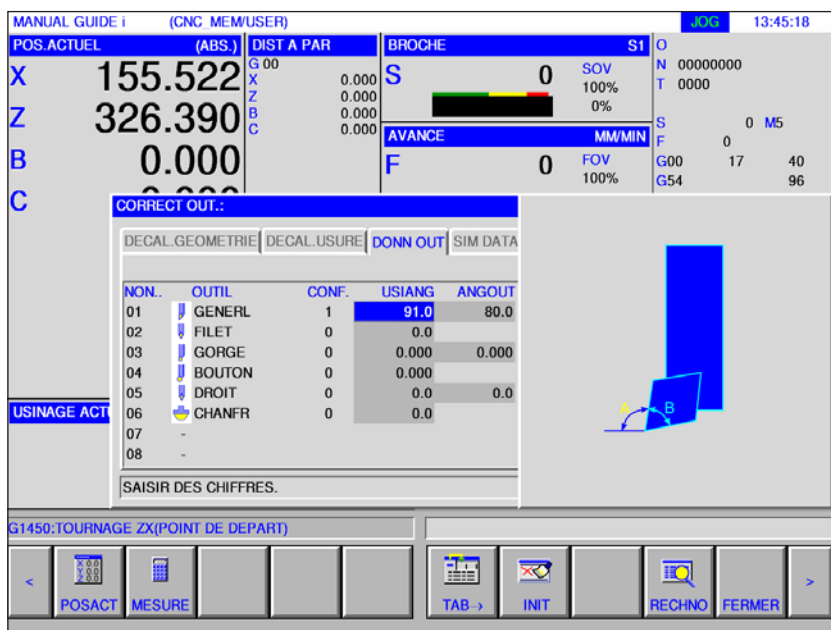 MANUAL GUIDE i (CNC_MEM/USER) JOG 13:45:18
POS.ACTUEL (ABS.)
X 155.522
Z 326.390
B 0.000
C
DIST A PAR
G 00
X 0.000
Z 0.000
B 0.000
C 0.000
BROCHE S1
S 0 SOV
100%
0%
AVANCE MM/MIN
F 0 FOV
100%
O
N 00000000
T 0000
S 0 M5
F 0
G00 17 40
G54 96
CORRECT OUT.:
DECAL.GEOMETRIE DECAL.USURE DONN OUT SIM DATA
NON.. OUTIL CONF. USIANG ANGOUT
01 GENERL 1 91.0 80.0
02 FILET 0 0.0
03 GORGE 0 0.000 0.000
04 BOUTON 0 0.000
05 DROIT 0 0.0 0.0
06 CHANFR 0 0.0
07 -
08 -
SAISIR DES CHIFFRES.
A B
USINAGE ACTU
G1450:TOURNAGE ZX(POINT DE DEPART)
< POSACT MESURE TAB→ INIT RECHNO FERMER >